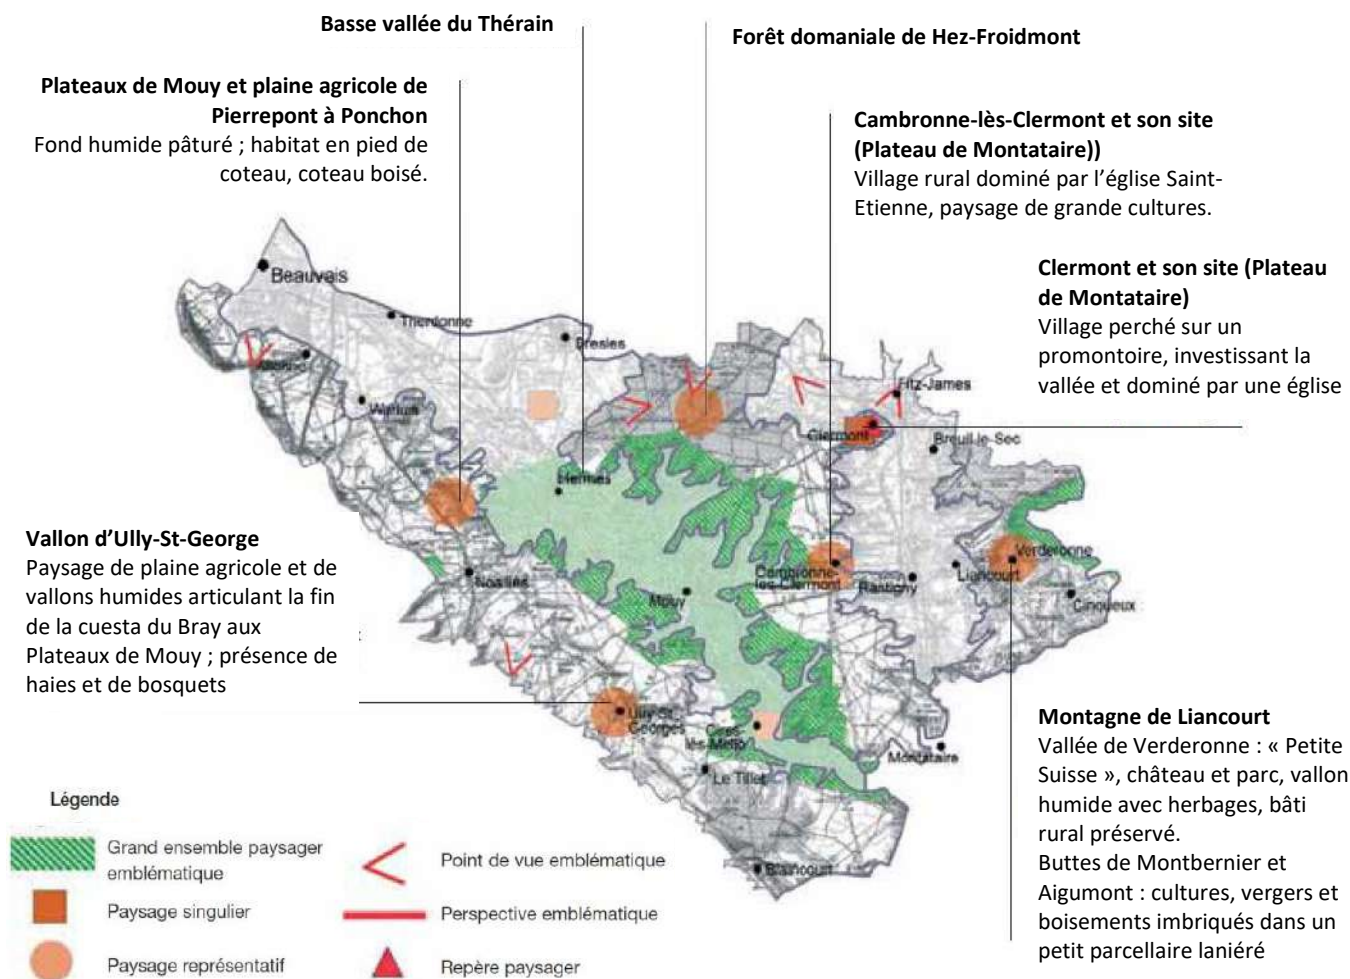 Basse vallée du Thérain
Forêt domaniale de Hez-Froidmont
Plateaux de Mouy et plaine agricole de
Pierrepont à Ponchon
Fond humide pâturé ; habitat en pied de
coteau, coteau boisé.
Cambronne-lès-Clermont et son site
(Plateau de Montataire))
Village rural dominé par l'église Saint-
Etienne, paysage de grande cultures.
Clermont et son site (Plateau
de Montataire)
Village perché sur un
promontoire, investissant la
vallée et dominé par une église
Beauvais
Therdonne
Bresles
Allonne
Warluis
Fitz-James
Clermont
Breuil-le-Sec
Hermes
Vallon d'Ully-St-George
Paysage de plaine agricole et de
vallons humides articulant la fin
de la cuesta du Bray aux
Plateaux de Mouy ; présence de
haies et de bosquets
Noailles
Mouy
Cambronne-
les-Clermont
Rantigny
Liancourt
Verderonne
Cinqueux
Ully-St-
Georges
Cires-
lès-Mello
Le Tillet
Montataire
Blaincourt
Montagne de Liancourt
Vallée de Verderonne : « Petite
Suisse », château et parc, vallon
humide avec herbages, bâti
rural préservé.
Buttes de Montbernier et
Aigumont : cultures, vergers et
boisements imbriqués dans un
petit parcellaire laniéré
Légende
Grand ensemble paysager
emblématique
Paysage singulier
Paysage représentatif
Point de vue emblématique
Perspective emblématique
Repère paysager